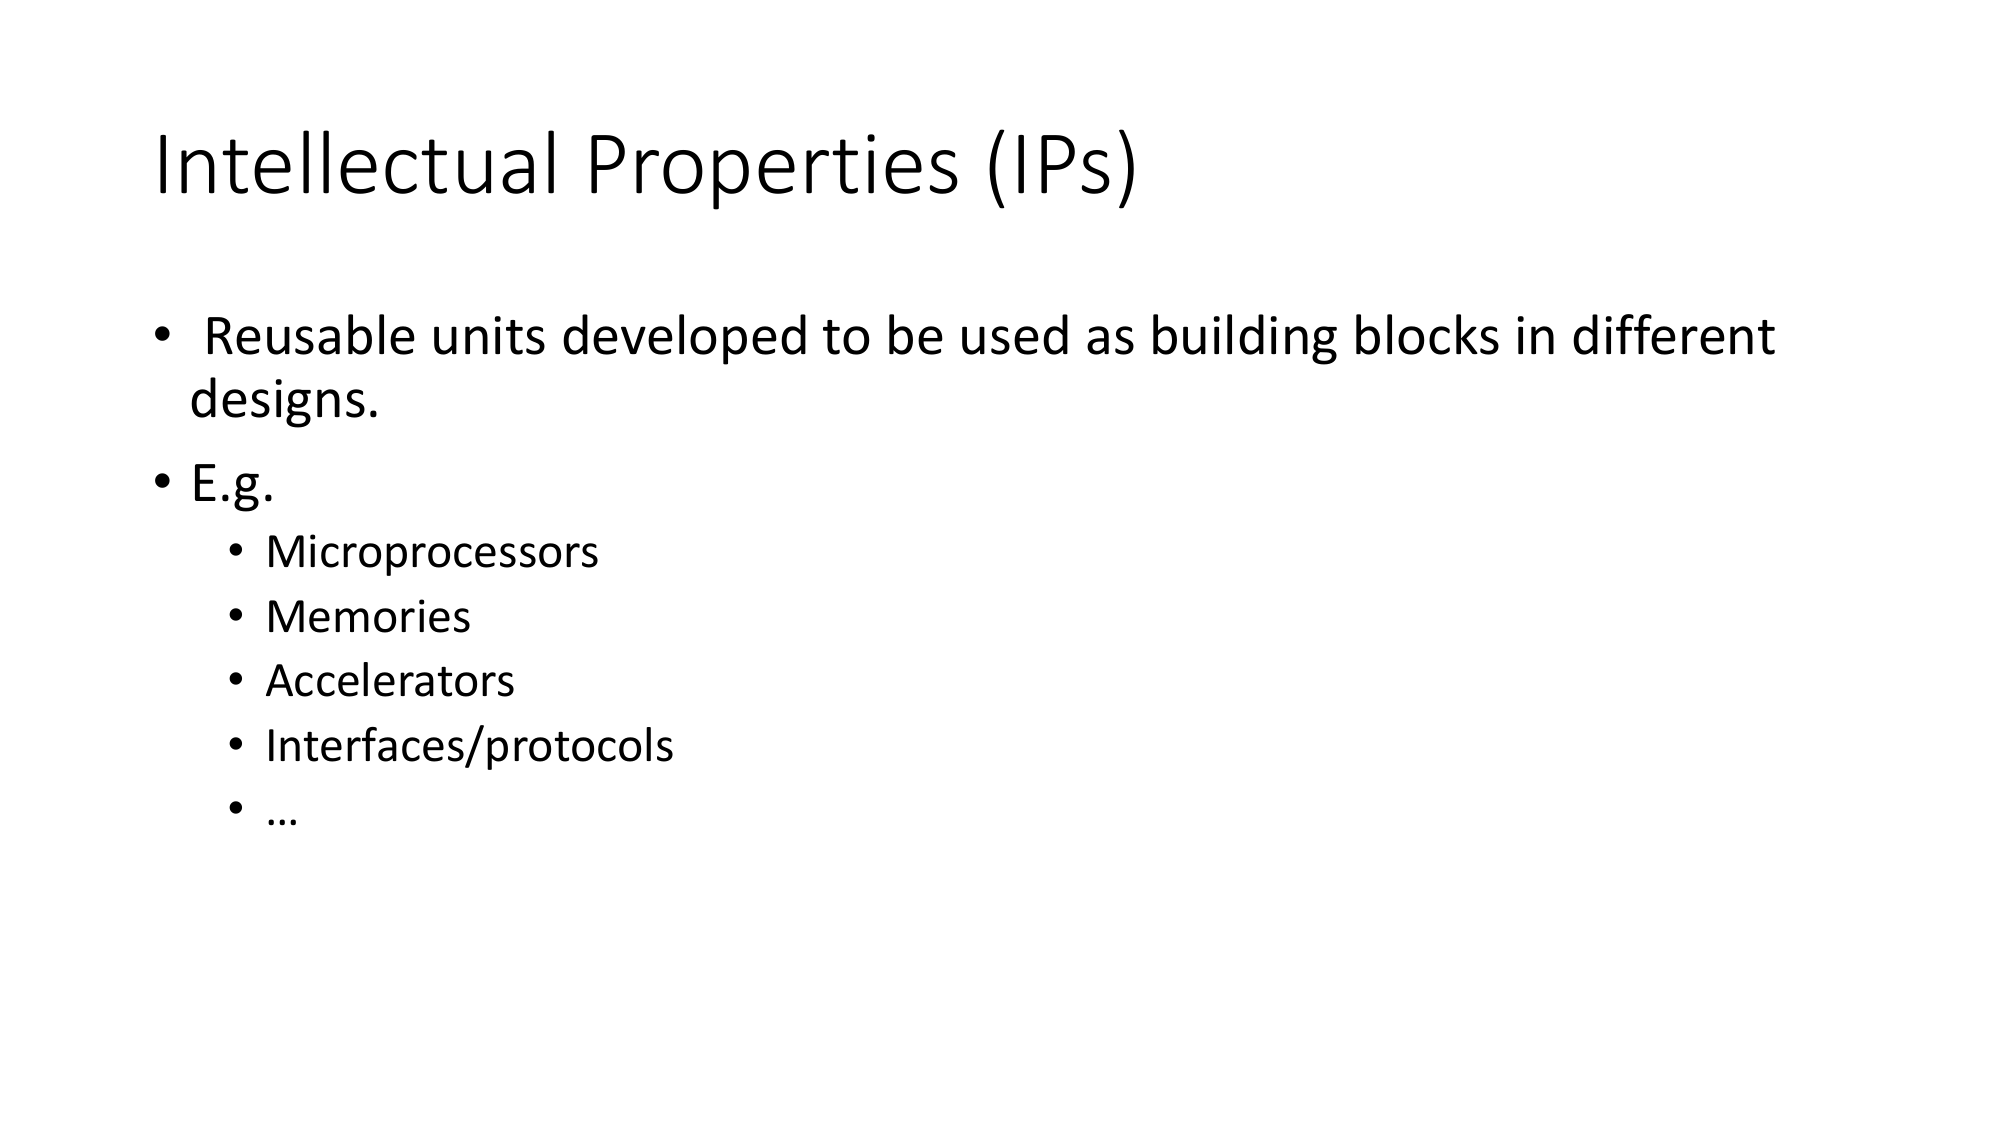 Intellectual Properties (IPs)
• Reusable units developed to be used as building blocks in different
designs.
• E.g.
• Microprocessors
• Memories
• Accelerators
• Interfaces/protocols
• …